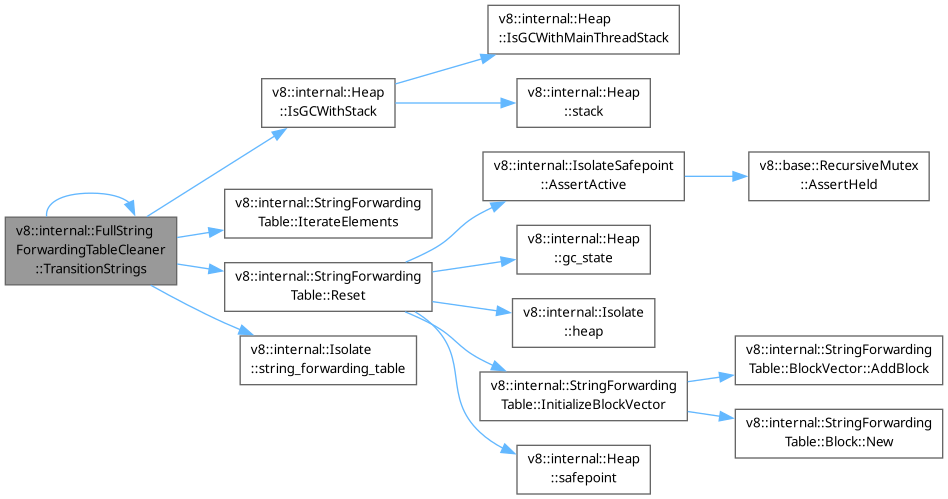 v8::internal::Heap
::IsGCWithMainThreadStack
v8::internal::Heap
::IsGCWithStack
v8::internal::Heap
::stack
v8::internal::IsolateSafepoint
::AssertActive
v8::base::RecursiveMutex
::AssertHeld
v8::internal::StringForwarding
Table::IterateElements
v8::internal::FullString
ForwardingTableCleaner
::TransitionStrings
v8::internal::Heap
::gc_state
v8::internal::StringForwarding
Table::Reset
v8::internal::Isolate
::heap
v8::internal::Isolate
::string_forwarding_table
v8::internal::StringForwarding
Table::BlockVector::AddBlock
v8::internal::StringForwarding
Table::InitializeBlockVector
v8::internal::StringForwarding
Table::Block::New
v8::internal::Heap
::safepoint